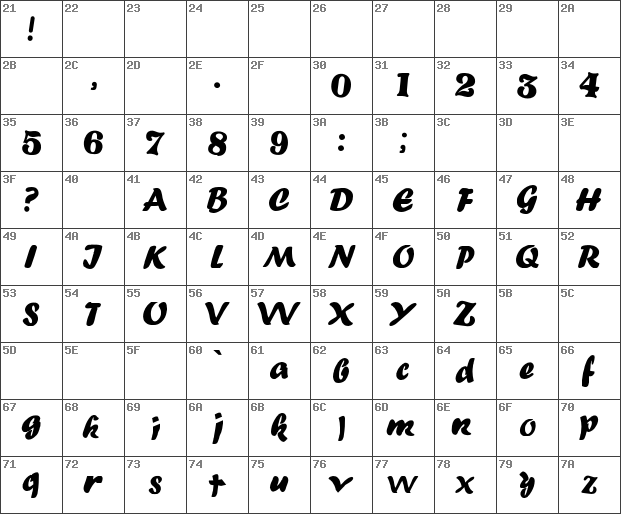 21 22 23 24 25 26 27 28 29 2A
! 
2B 2C 2D 2E 2F 30 31 32 33 34
, . 0 1 2 3 4
35 36 37 38 39 3A 3B 3C 3D 3E
5 6 7 8 9 : ;
3F 40 41 42 43 44 45 46 47 48
? A B C D E F G H
49 4A 4B 4C 4D 4E 4F 50 51 52
I J K L M N O P Q R
53 54 55 56 57 58 59 5A 5B 5C
S T U V W X Y Z
5D 5E 5F 60 61 62 63 64 65 66
` a b c d e f
67 68 69 6A 6B 6C 6D 6E 6F 70
g h i j k l m n o p
71 72 73 74 75 76 77 78 79 7A
q r s t u v w x y z